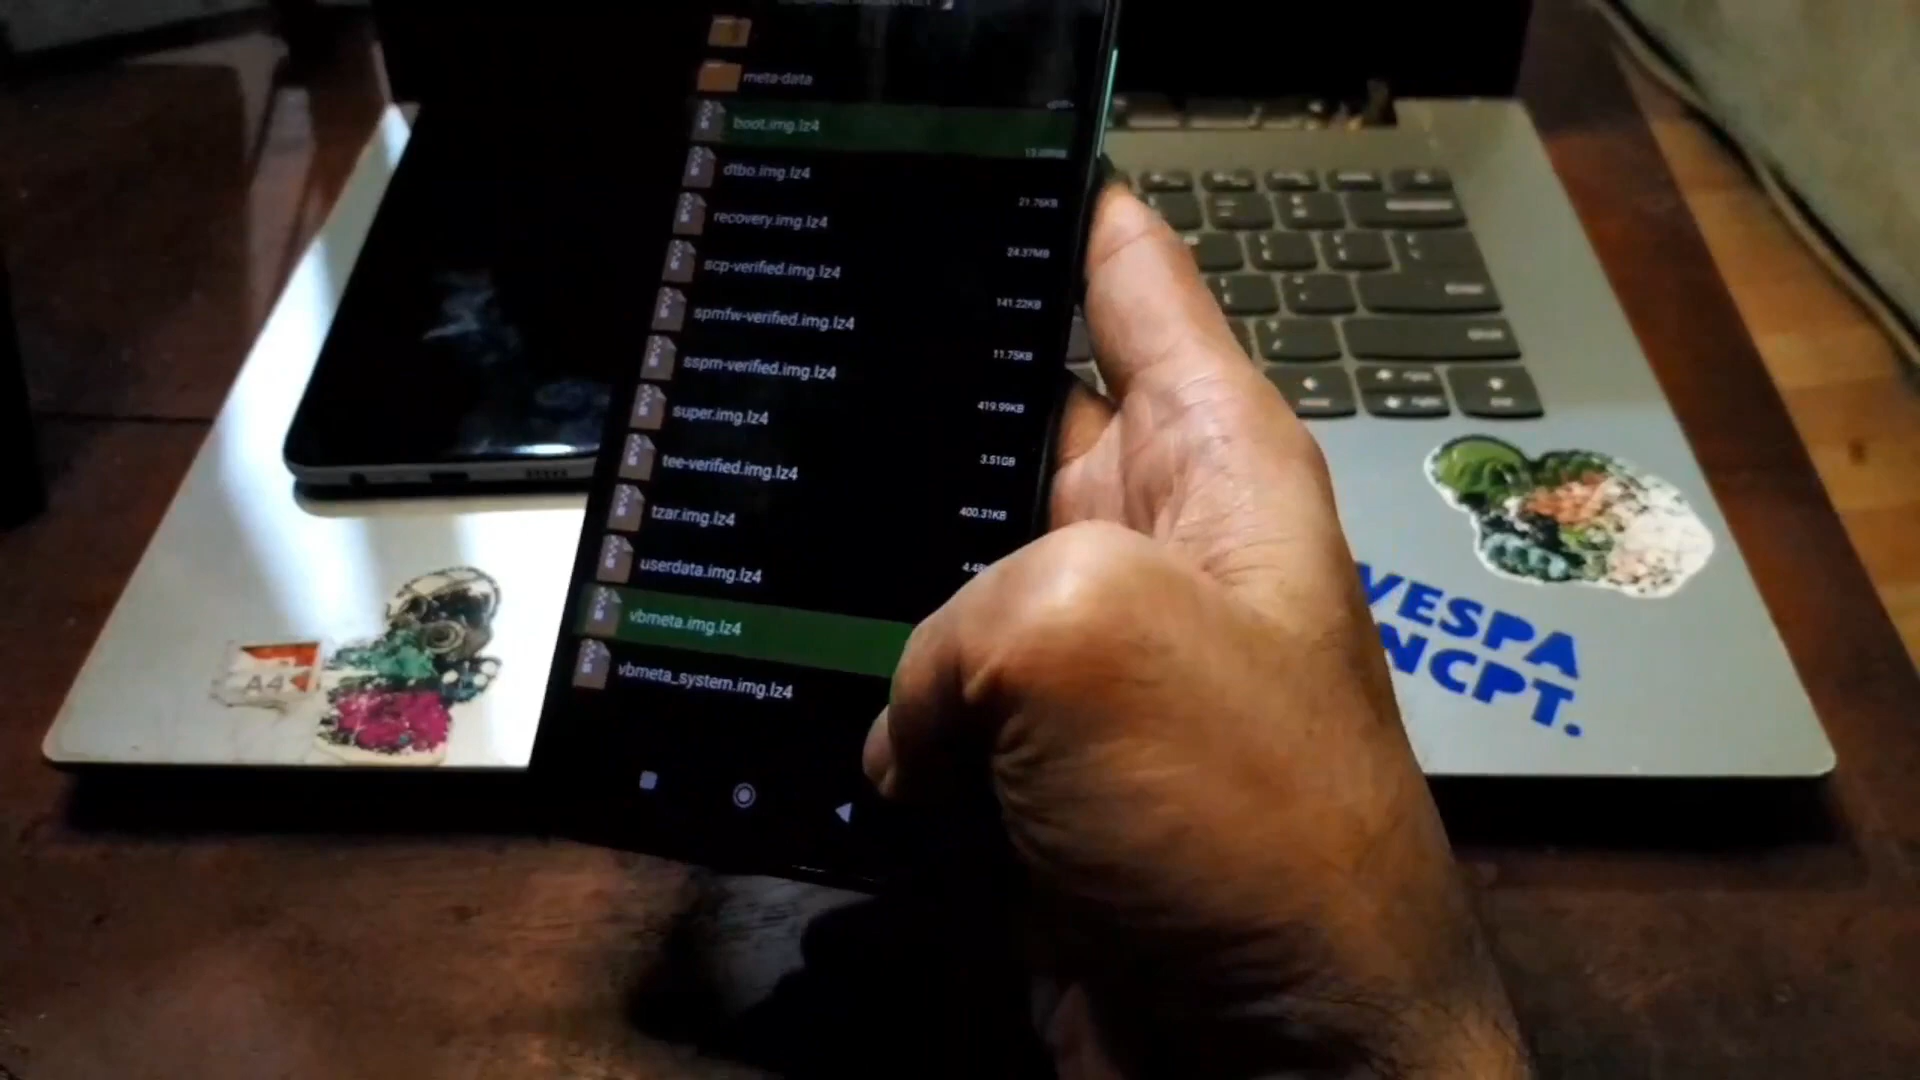 meta-data
boot.img.lz4
dtbo.img.lz4
21.76KB
recovery.img.lz4
24.37MB
scp-verified.img.lz4
141.22KB
spmfw-verified.img.lz4
11.75KB
sspm-verified.img.lz4
419.99KB
super.img.lz4
3.51GB
tee-verified.img.lz4
400.31KB
tzar.img.lz4
userdata.img.lz4
vbmeta.img.lz4
vbmeta_system.img.lz4
A4
VESPA
NCPT.